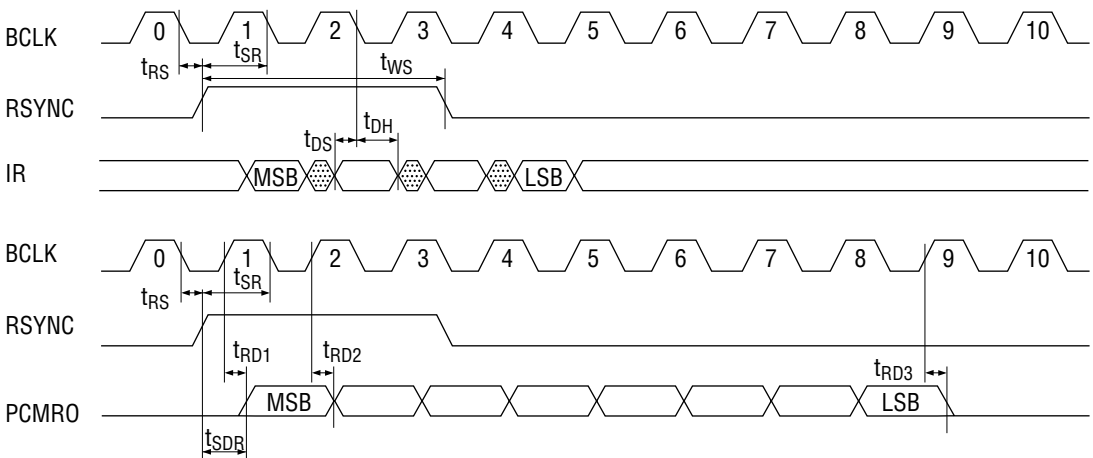 BCLK 0 1 2 3 4 5 6 7 8 9 10
tRS tSR tWS
RSYNC
tDS tDH
IR MSB LSB
BCLK 0 1 2 3 4 5 6 7 8 9 10
tRS tSR
RSYNC
tRD1 tRD2 tRD3
PCMRO MSB LSB
tSDR